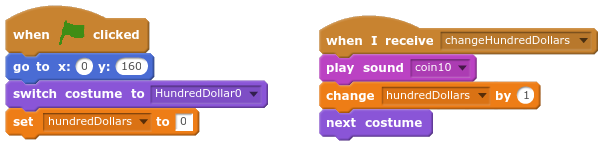 when clicked
go to x: 0 y: 160
switch costume to HundredDollar0
set hundredDollars to 0
when I receive changeHundredDollars
play sound coin10
change hundredDollars by 1
next costume